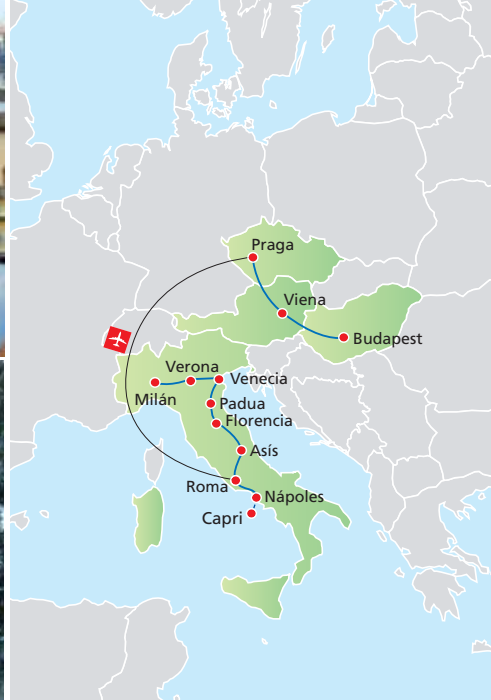 Praga
Viena
Budapest
Verona
Venecia
Milán
Padua
Florencia
Asís
Roma
Nápoles
Capri